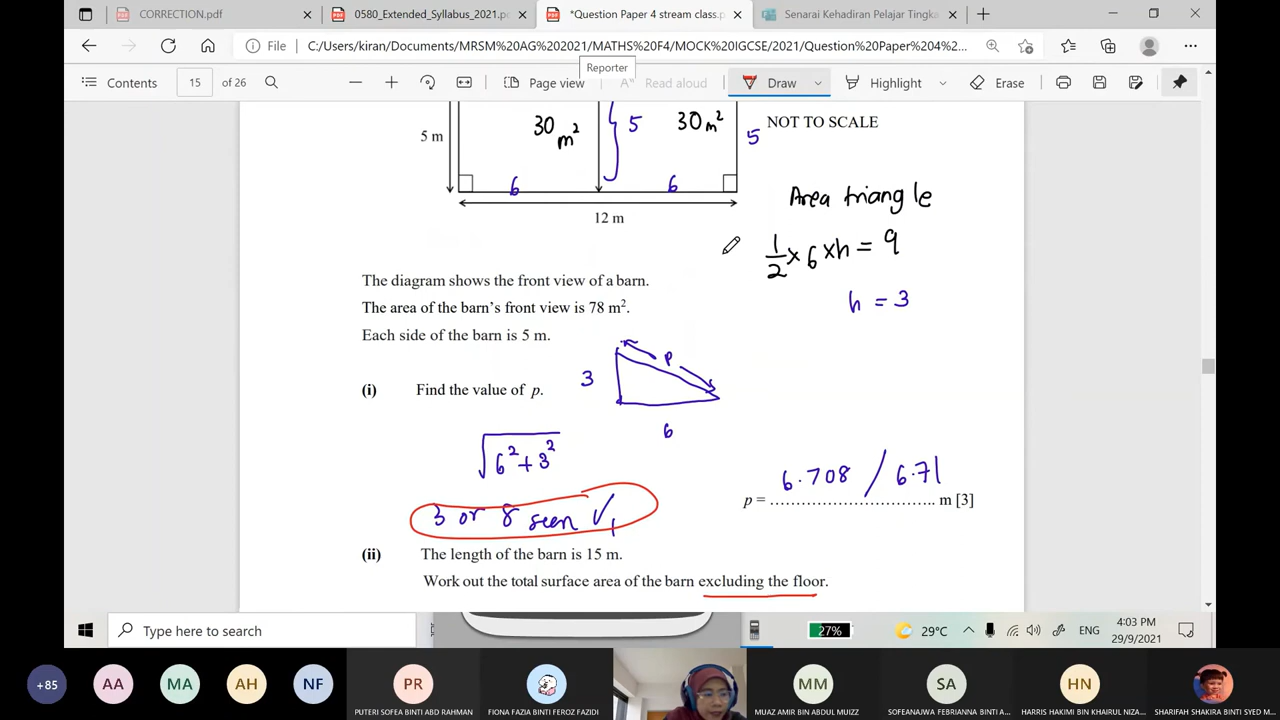 CORRECTION.pdf
0580_Extended_Syllabus_2021.p
*Question Paper 4 stream class.p
Senarai Kehadiran Pelajar Tingka
File
C:/Users/kiran/Documents/MRSM%20AG%202021/MATHS%20F4/MOCK%20IGCSE/2021/Question%20Paper%204%2...
Reporter
Contents
15 of 26
Page view
Read aloud
Draw
Highlight
Erase
30 m²
30 m²
NOT TO SCALE
5 m
5
5
6
6
12 m
Area triangle
1/2 × 6 × h = 9
h = 3
The diagram shows the front view of a barn.
The area of the barn's front view is 78 m².
Each side of the barn is 5 m.
p
3
6
(i) Find the value of p.
√6² + 3²
6.708 / 6.71
p = ................................ m [3]
3 or 8 seen ✓1
(ii) The length of the barn is 15 m.
Work out the total surface area of the barn excluding the floor.
Type here to search
27%
29°C
ENG
4:03 PM
29/9/2021
+85
AA
MA
AH
NF
PR
PUTERI SOFEA BINTI ABD RAHMAN
FIONA FAZIA BINTI FEROZ FAZIDI
MM
MUAZ AMIR BIN ABDUL MUIZZ
SA
SOFEANAJWA FEBRIANNA BINTI A...
HN
HARRIS HAKIMI BIN KHAIRUL NIZA...
SHARIFAH SHAKIRA BINTI SYED M